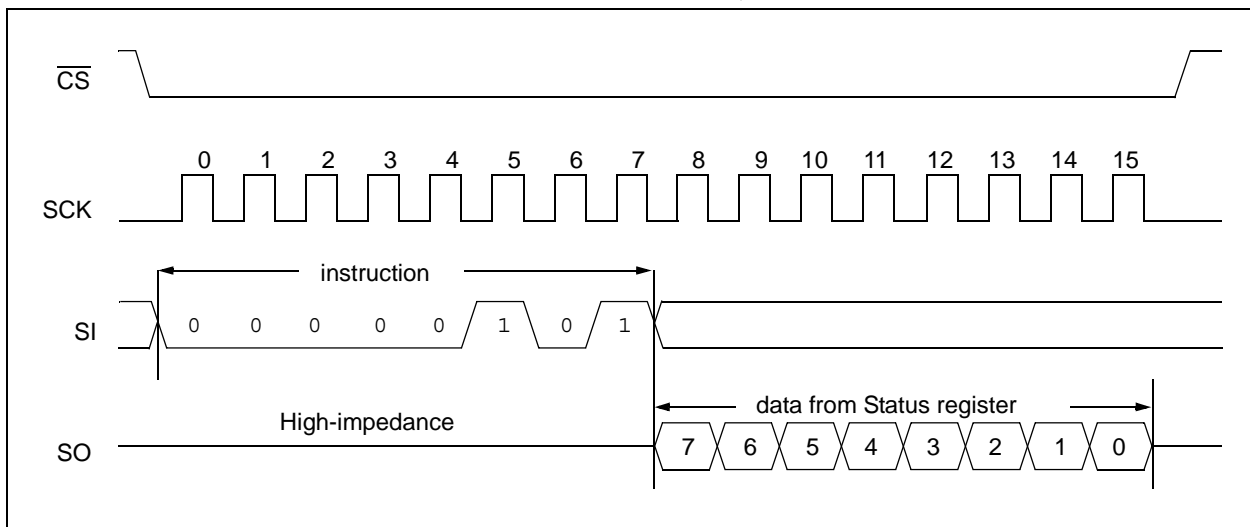 CS
0 1 2 3 4 5 6 7 8 9 10 11 12 13 14 15
SCK
instruction
SI 0 0 0 0 0 1 0 1
data from Status register
High-impedance
SO 7 6 5 4 3 2 1 0